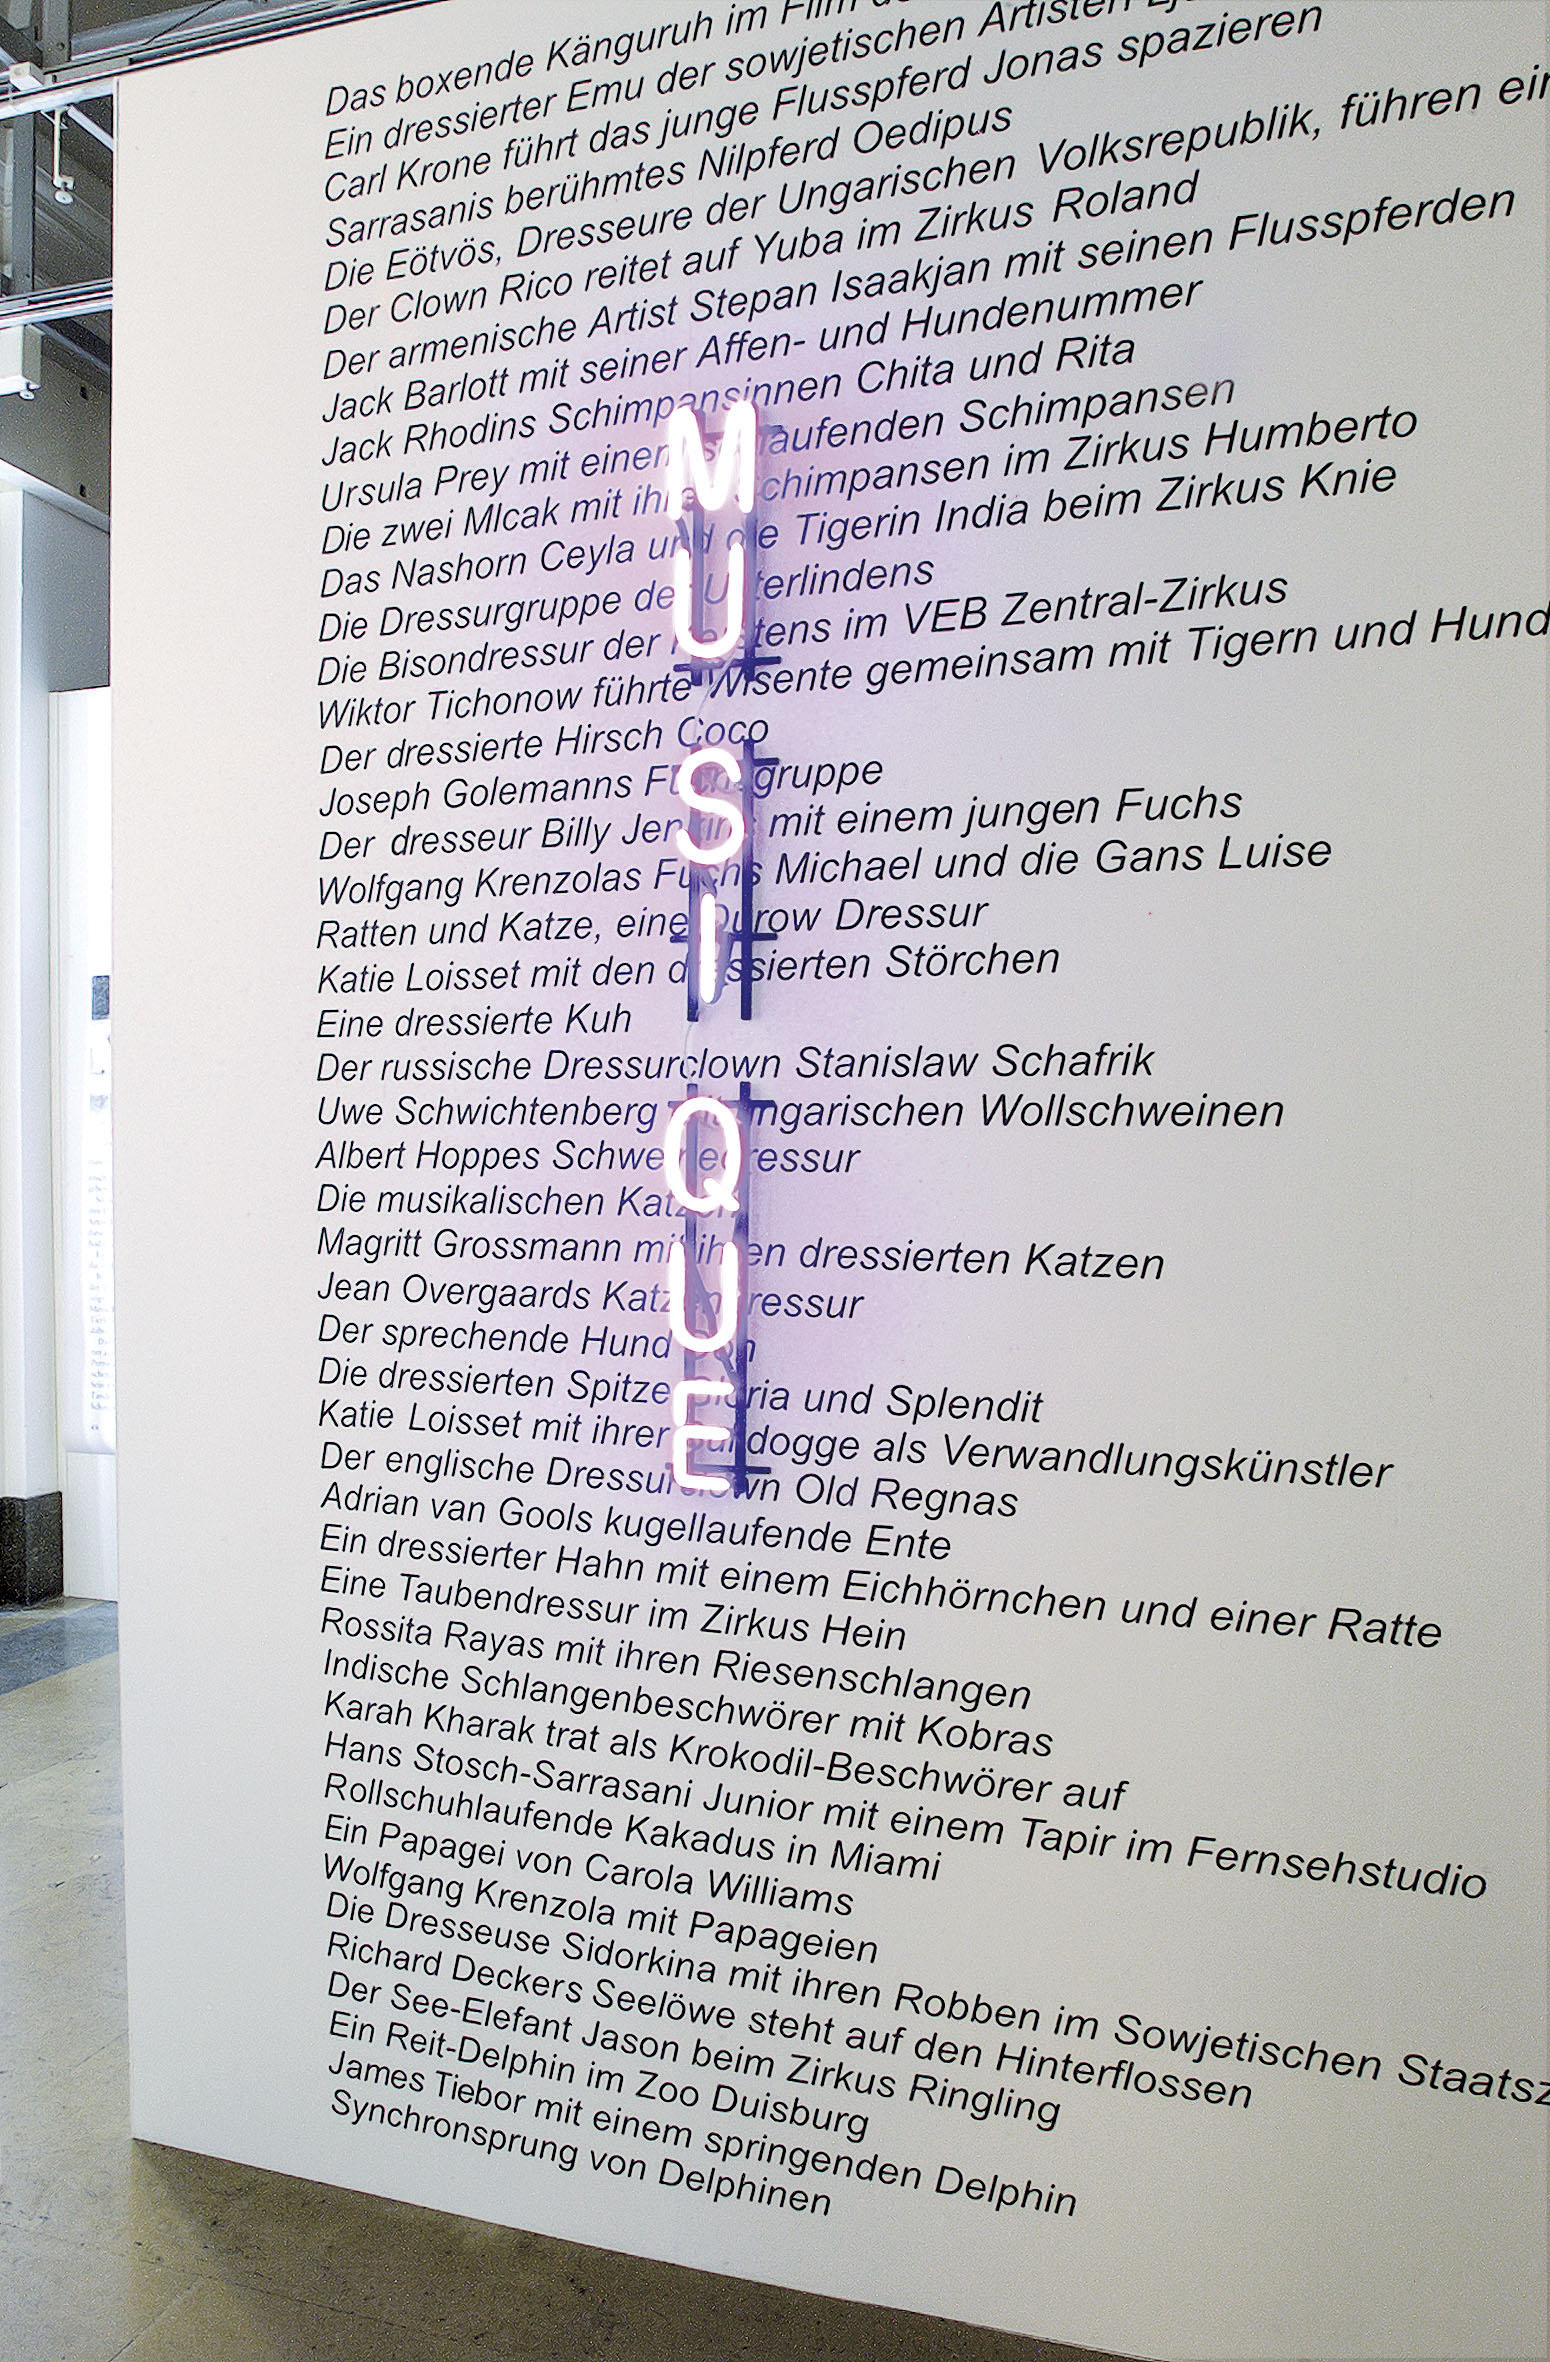 Das boxende Känguruh im Film
Ein dressierter Emu der sowjetischen Artisten
Carl Krone führt das junge Flusspferd Jonas spazieren
Sarrasanis berühmtes Nilpferd Oedipus
Die Eötvös, Dresseure der Ungarischen Volksrepublik, führen ein
Der Clown Rico reitet auf Yuba im Zirkus Roland
Der armenische Artist Stepan Isaakjan mit seinen Flusspferden
Jack Barlott mit seiner Affen- und Hundenummer
Jack Rhodins Schimpansinnen Chita und Rita
Ursula Prey mit einem laufenden Schimpansen
Die zwei Mlcak mit ihren Schimpansen im Zirkus Humberto
Das Nashorn Ceyla und die Tigerin India beim Zirkus Knie
Die Dressurgruppe der Unterlindens
Die Bisondressur der im VEB Zentral-Zirkus
Wiktor Tichonow führte Wisente gemeinsam mit Tigern und Hund
Der dressierte Hirsch Coco
Joseph Golemanns Fuchsgruppe
Der dresseur Billy Jenkins mit einem jungen Fuchs
Wolfgang Krenzolas Fuchs Michael und die Gans Luise
Ratten und Katze, eine Durow Dressur
Katie Loisset mit den dressierten Störchen
Eine dressierte Kuh
Der russische Dressurclown Stanislaw Schafrik
Uwe Schwichtenberg mit ungarischen Wollschweinen
Albert Hoppes Schweinedressur
Die musikalischen Katzen
Magritt Grossmann mit ihren dressierten Katzen
Jean Overgaards Katzendressur
Der sprechende Hund Don
Die dressierten Spitze Gloria und Splendit
Katie Loisset mit ihrer Bulldogge als Verwandlungskünstler
Der englische Dressurclown Old Regnas
Adrian van Gools kugellaufende Ente
Ein dressierter Hahn mit einem Eichhörnchen und einer Ratte
Eine Taubendressur im Zirkus Hein
Rossita Rayas mit ihren Riesenschlangen
Indische Schlangenbeschwörer mit Kobras
Karah Kharak trat als Krokodil-Beschwörer auf
Hans Stosch-Sarrasani Junior mit einem Tapir im Fernsehstudio
Rollschuhlaufende Kakadus in Miami
Ein Papagei von Carola Williams
Wolfgang Krenzola mit Papageien
Die Dresseuse Sidorkina mit ihren Robben im Sowjetischen Staatsz
Richard Deckers Seelöwe steht auf den Hinterflossen
Der See-Elefant Jason beim Zirkus Ringling
Ein Reit-Delphin im Zoo Duisburg
James Tiebor mit einem springenden Delphin
Synchronsprung von Delphinen
MUSIQUE